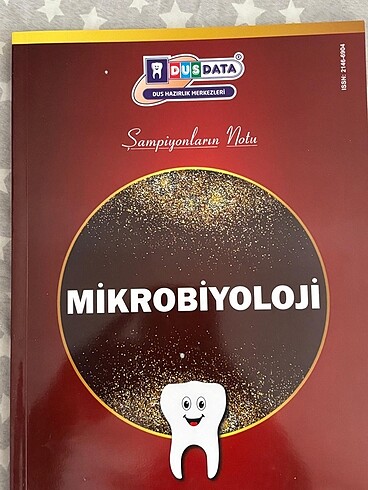 DUSDATA
DUS HAZIRLIK MERKEZLERİ
ISSN: 2146-6904
Şampiyonların Notu
MİKROBİYOLOJİ